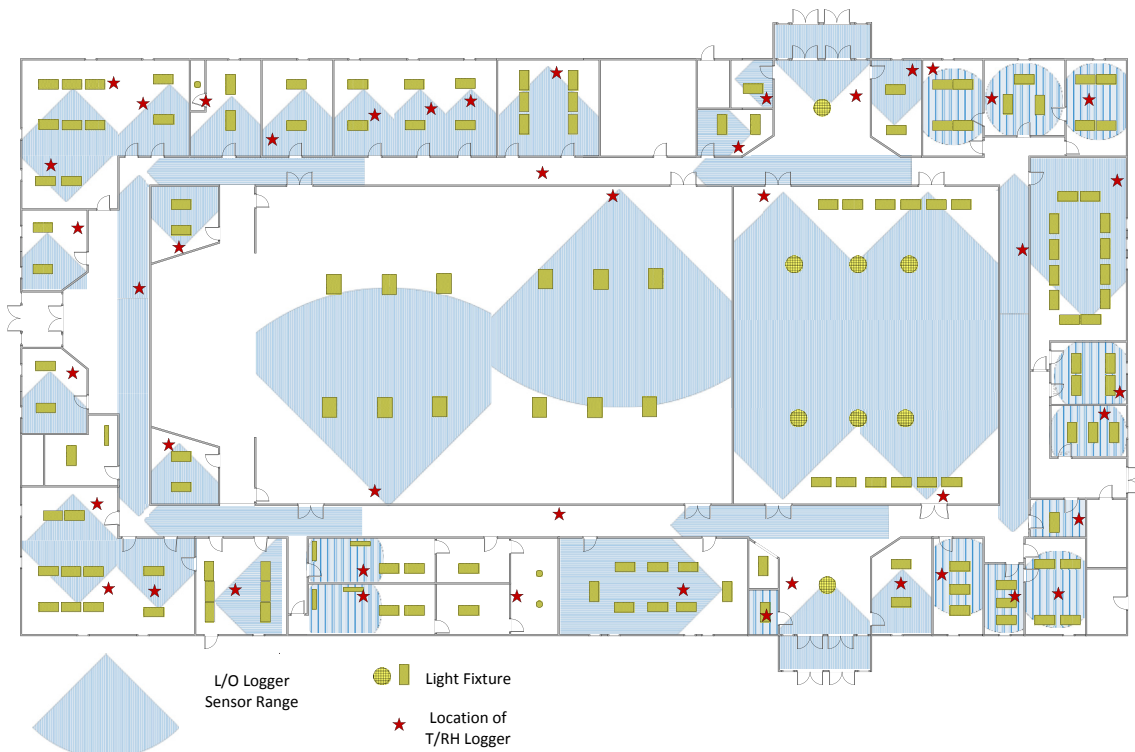 L/O Logger
Sensor Range
Light Fixture
Location of
T/RH Logger